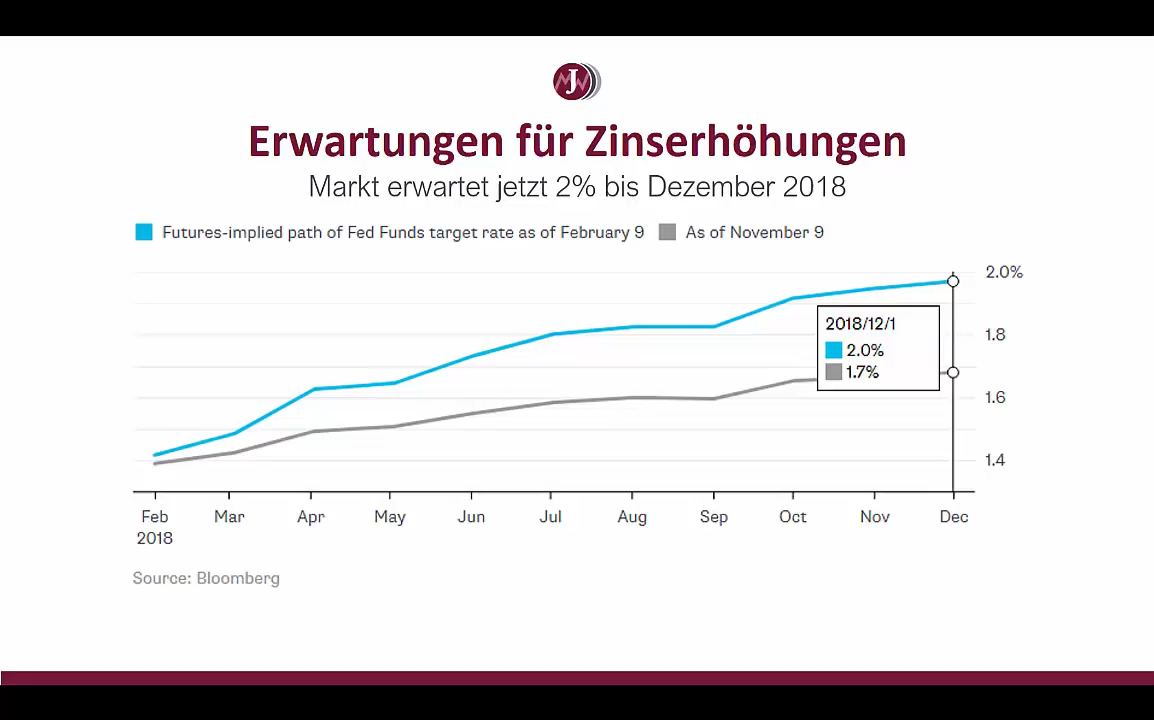 J
Erwartungen für Zinserhöhungen
Markt erwartet jetzt 2% bis Dezember 2018
Futures-implied path of Fed Funds target rate as of February 9 As of November 9
2.0%
2018/12/1
1.8
2.0%
1.7%
1.6
1.4
Feb Mar Apr May Jun Jul Aug Sep Oct Nov Dec
2018
Source: Bloomberg